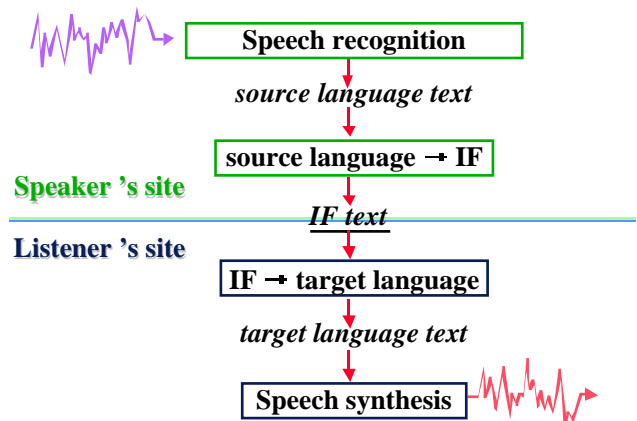 Speech recognition
source language text
source language → IF
Speaker ’s site
IF text
Listener ’s site
IF → target language
target language text
Speech synthesis